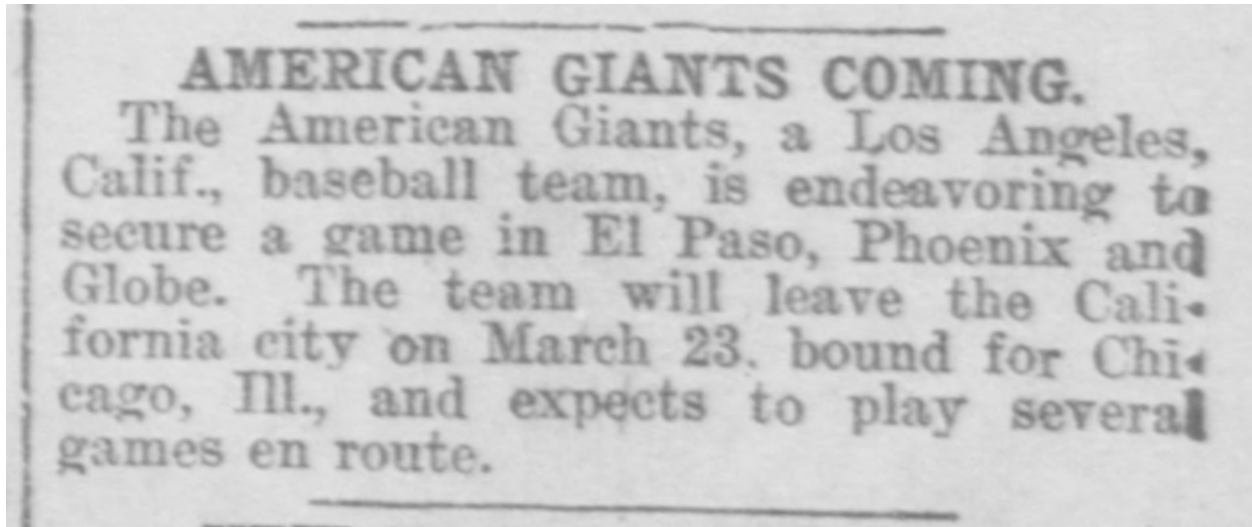 AMERICAN GIANTS COMING.
The American Giants, a Los Angeles,
Calif., baseball team, is endeavoring to
secure a game in El Paso, Phoenix and
Globe. The team will leave the Cali-
fornia city on March 23, bound for Chi-
cago, Ill., and expects to play several
games en route.